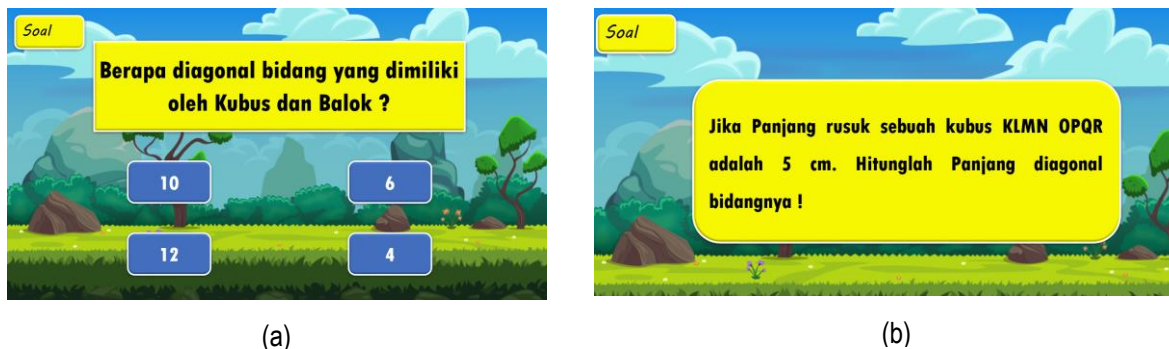 Soal
Berapa diagonal bidang yang dimiliki
oleh Kubus dan Balok ?
10
6
12
4
(a)
Soal
Jika Panjang rusuk sebuah kubus KLMN OPQR
adalah 5 cm. Hitunglah Panjang diagonal
bidangnya !
(b)